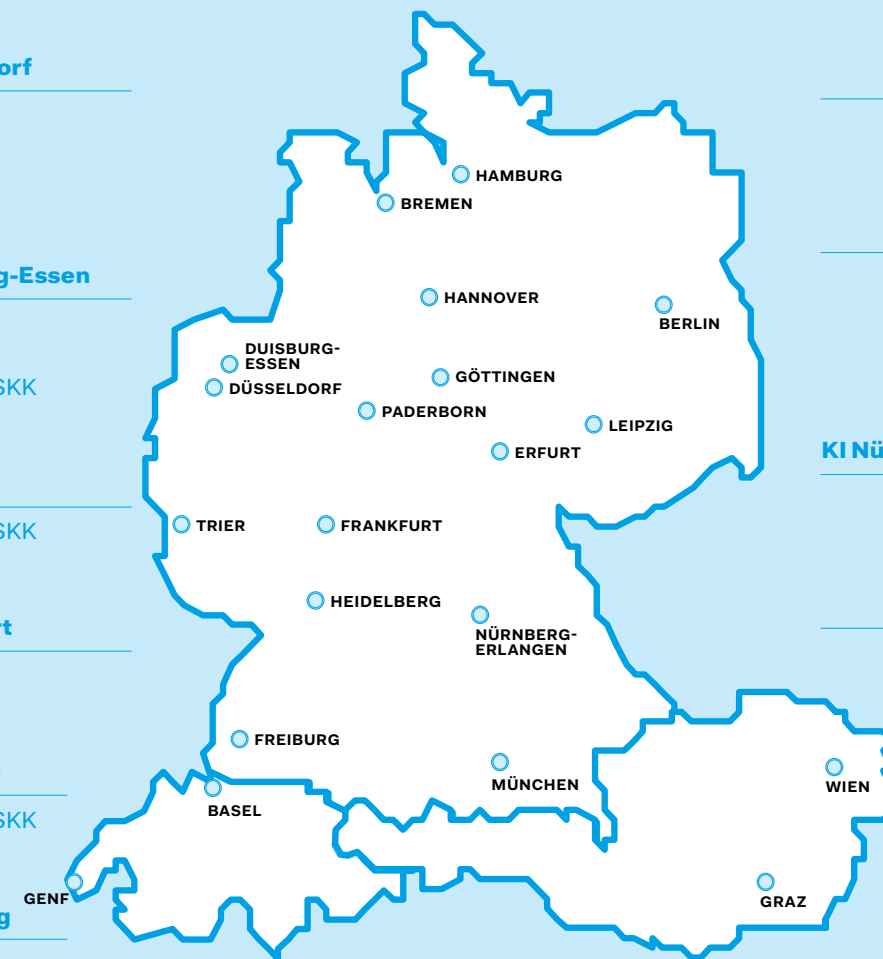 orf
g-Essen
SKK
SKK
rt
SKK
g
KI Nü
HAMBURG
BREMEN
HANNOVER
BERLIN
DUISBURG-
ESSEN
DÜSSELDORF
GÖTTINGEN
PADERBORN
LEIPZIG
ERFURT
TRIER
FRANKFURT
HEIDELBERG
NÜRNBERG-
ERLANGEN
FREIBURG
MÜNCHEN
WIEN
BASEL
GENF
GRAZ